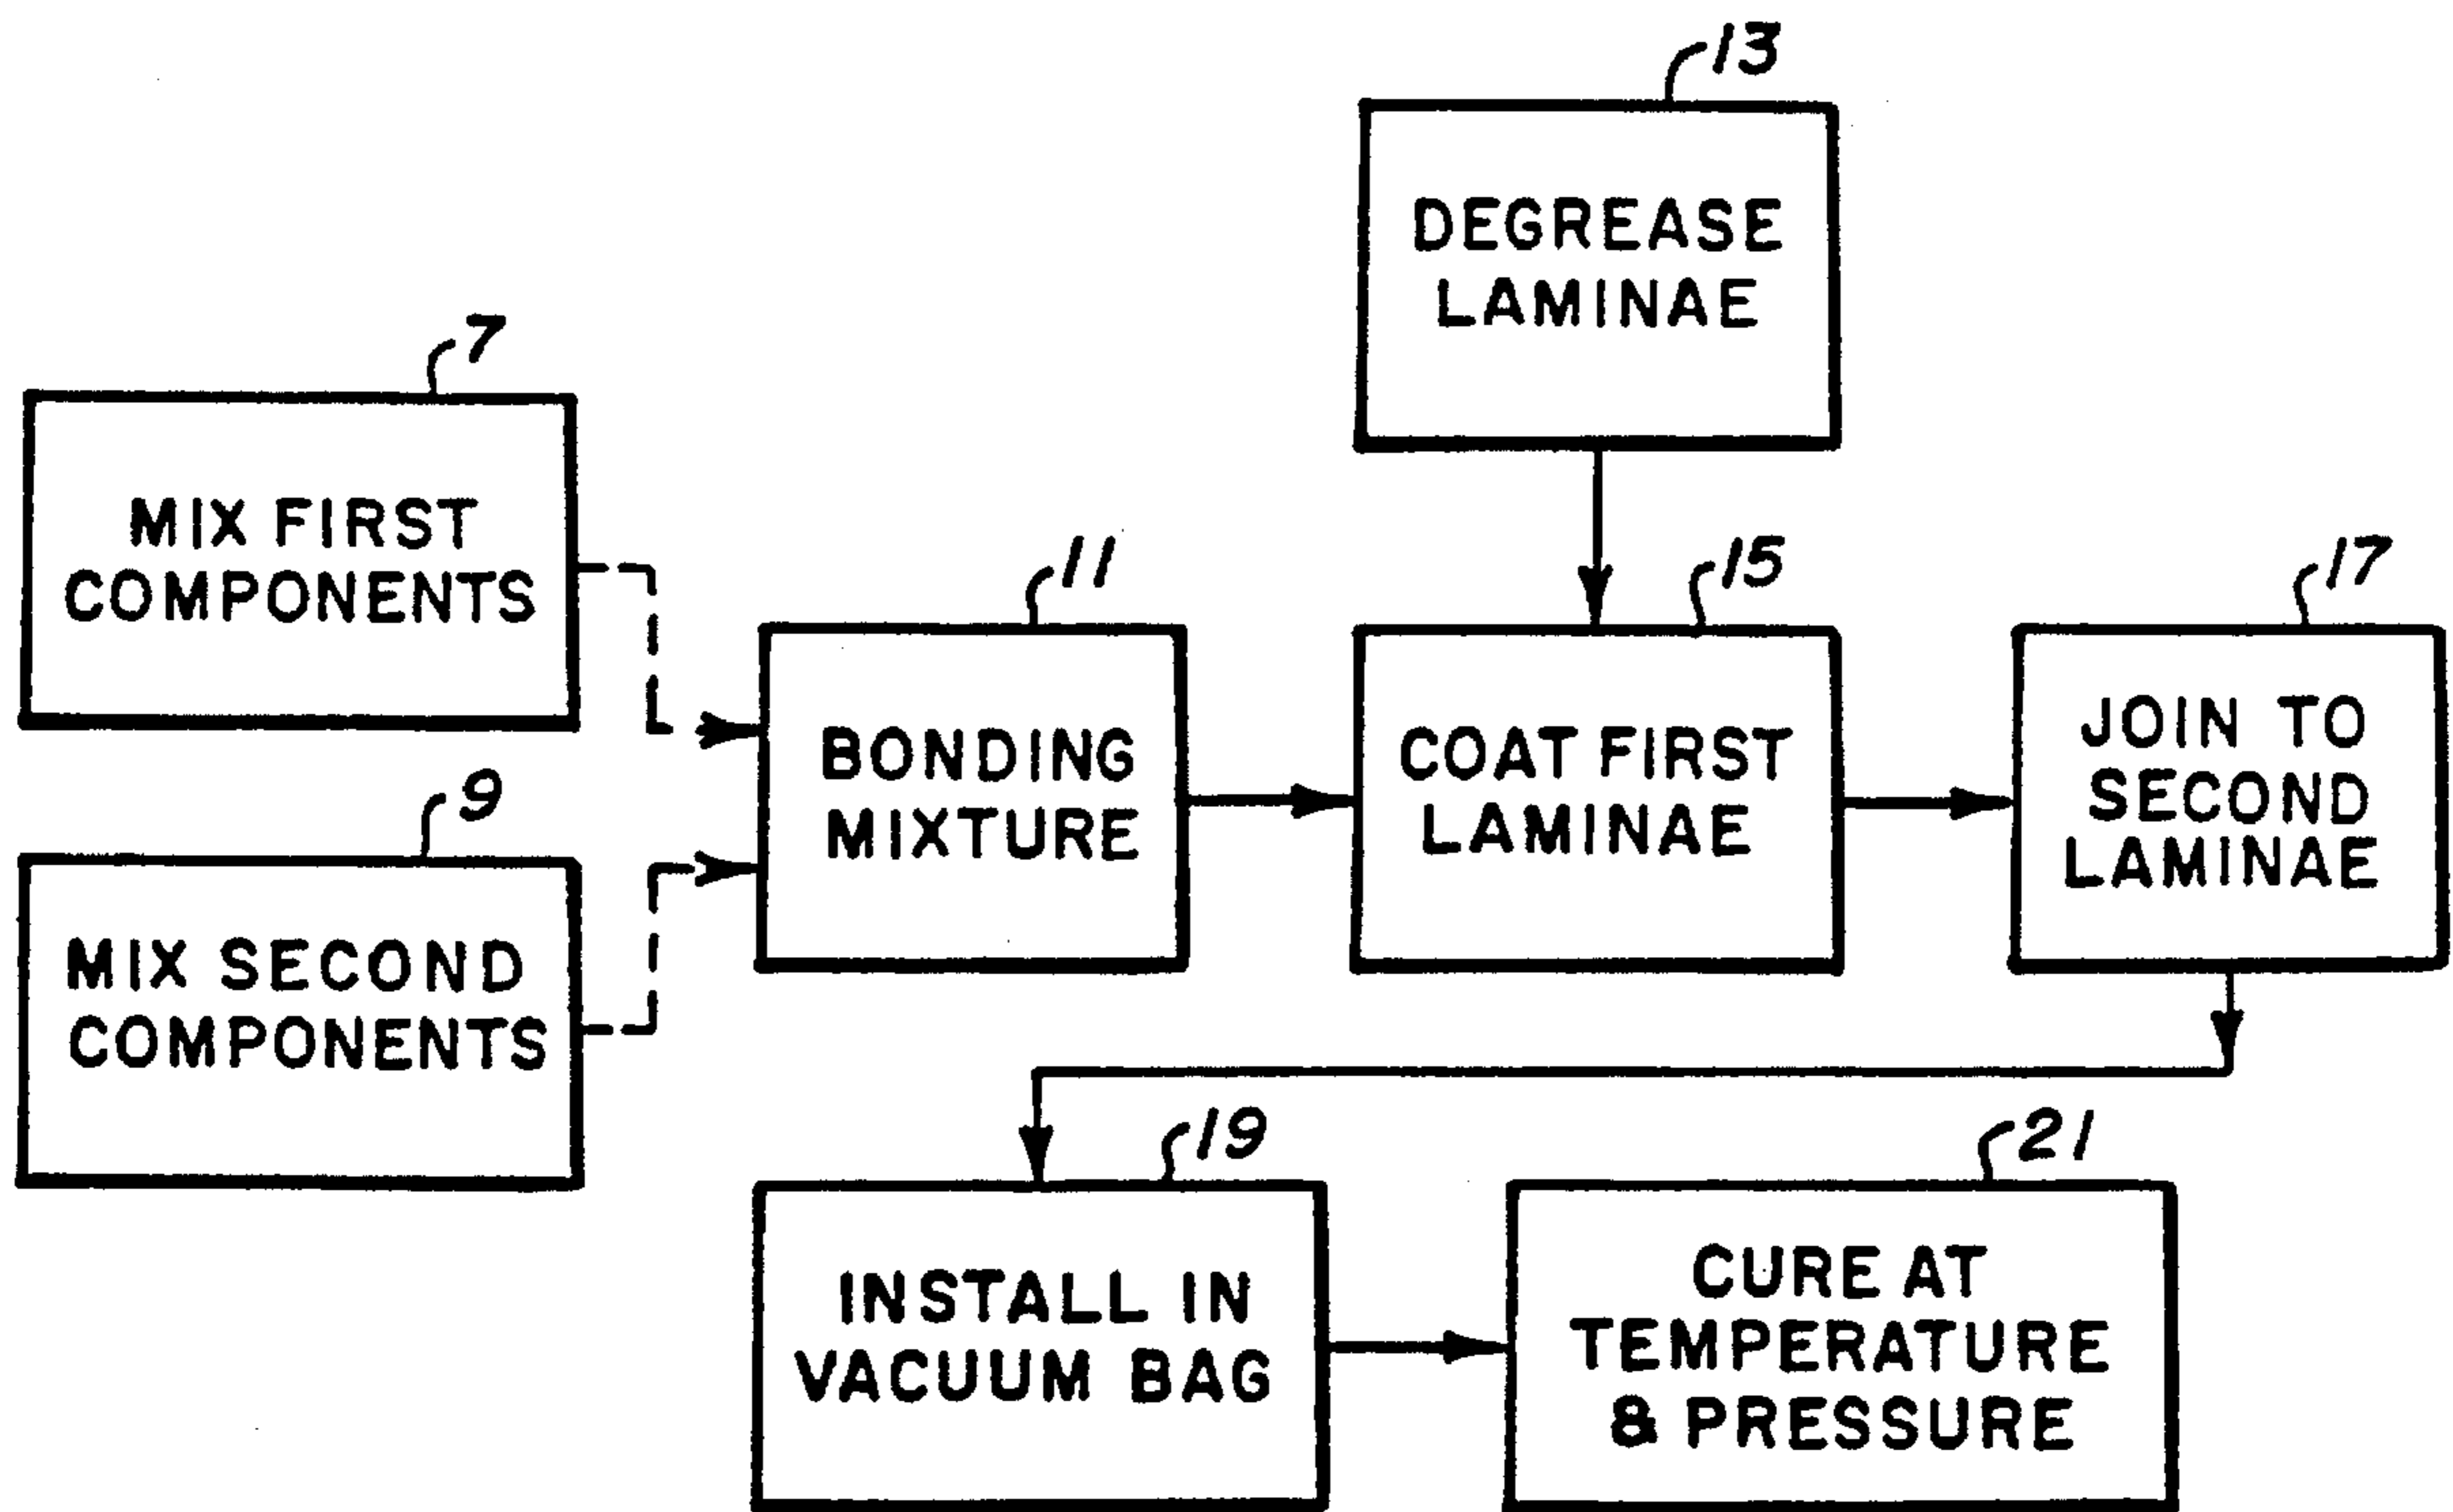 13
DEGREASE
LAMINAE
7
MIX FIRST
COMPONENTS
9
MIX SECOND
COMPONENTS
11
BONDING
MIXTURE
15
COAT FIRST
LAMINAE
17
JOIN TO
SECOND
LAMINAE
19
INSTALL IN
VACUUM BAG
21
CURE AT
TEMPERATURE
& PRESSURE